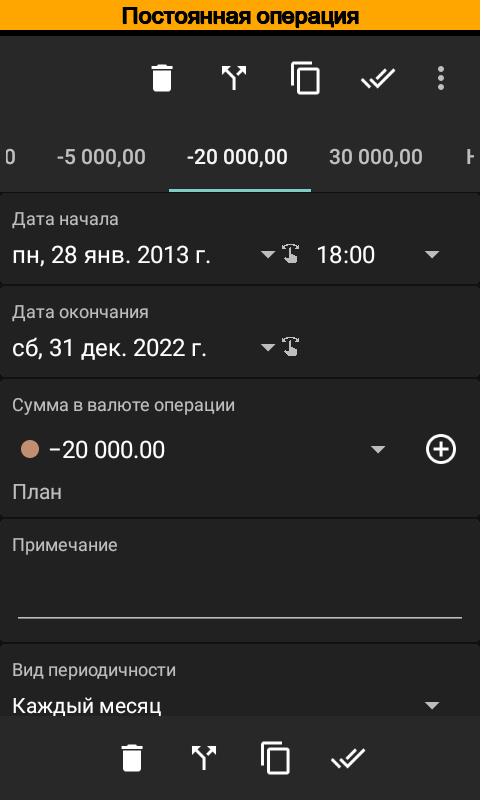 Постоянная операция
0 -5 000,00 -20 000,00 30 000,00
Дата начала
пн, 28 янв. 2013 г. 18:00
Дата окончания
сб, 31 дек. 2022 г.
Сумма в валюте операции
−20 000.00
План
Примечание
Вид периодичности
Каждый месяц